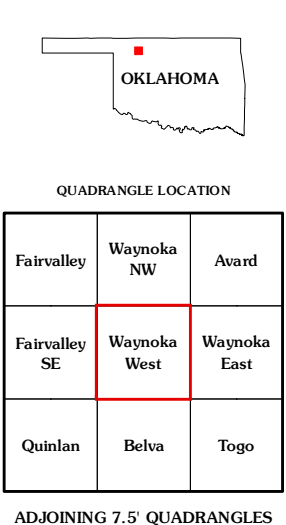 OKLAHOMA
QUADRANGLE LOCATION
Fairvalley
Waynoka
NW
Avard
Fairvalley
SE
Waynoka
West
Waynoka
East
Quinlan
Belva
Togo
ADJOINING 7.5' QUADRANGLES